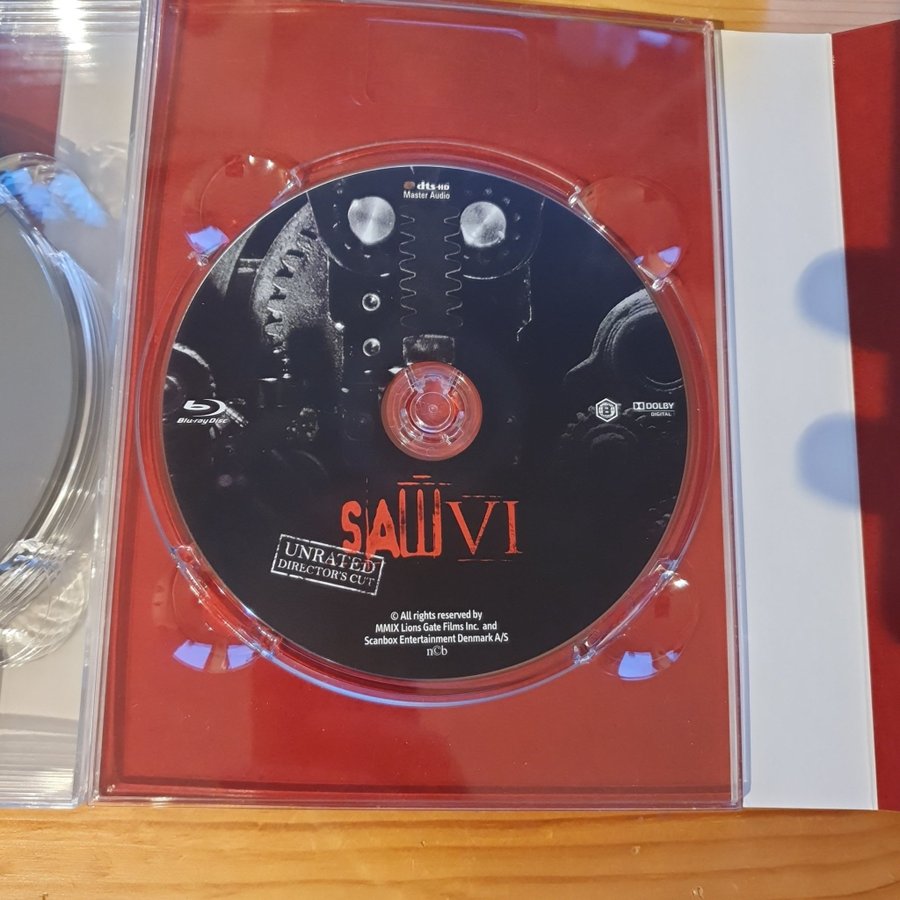 dts-HD
Master Audio
Blu-ray Disc
B
DOLBY
DIGITAL
SAW VI
UNRATED
DIRECTOR'S CUT
© All rights reserved by
MMIX Lions Gate Films Inc. and
Scanbox Entertainment Denmark A/S
n©b